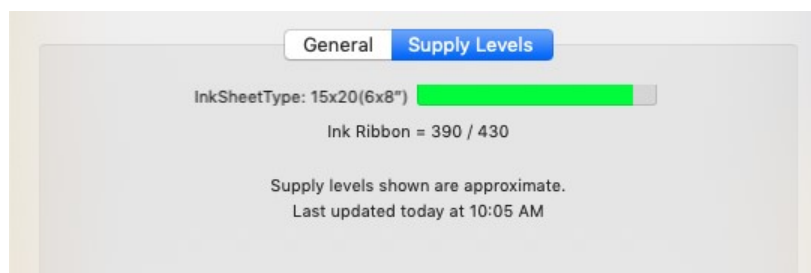 General Supply Levels
InkSheetType: 15x20(6x8")
Ink Ribbon = 390 / 430
Supply levels shown are approximate.
Last updated today at 10:05 AM